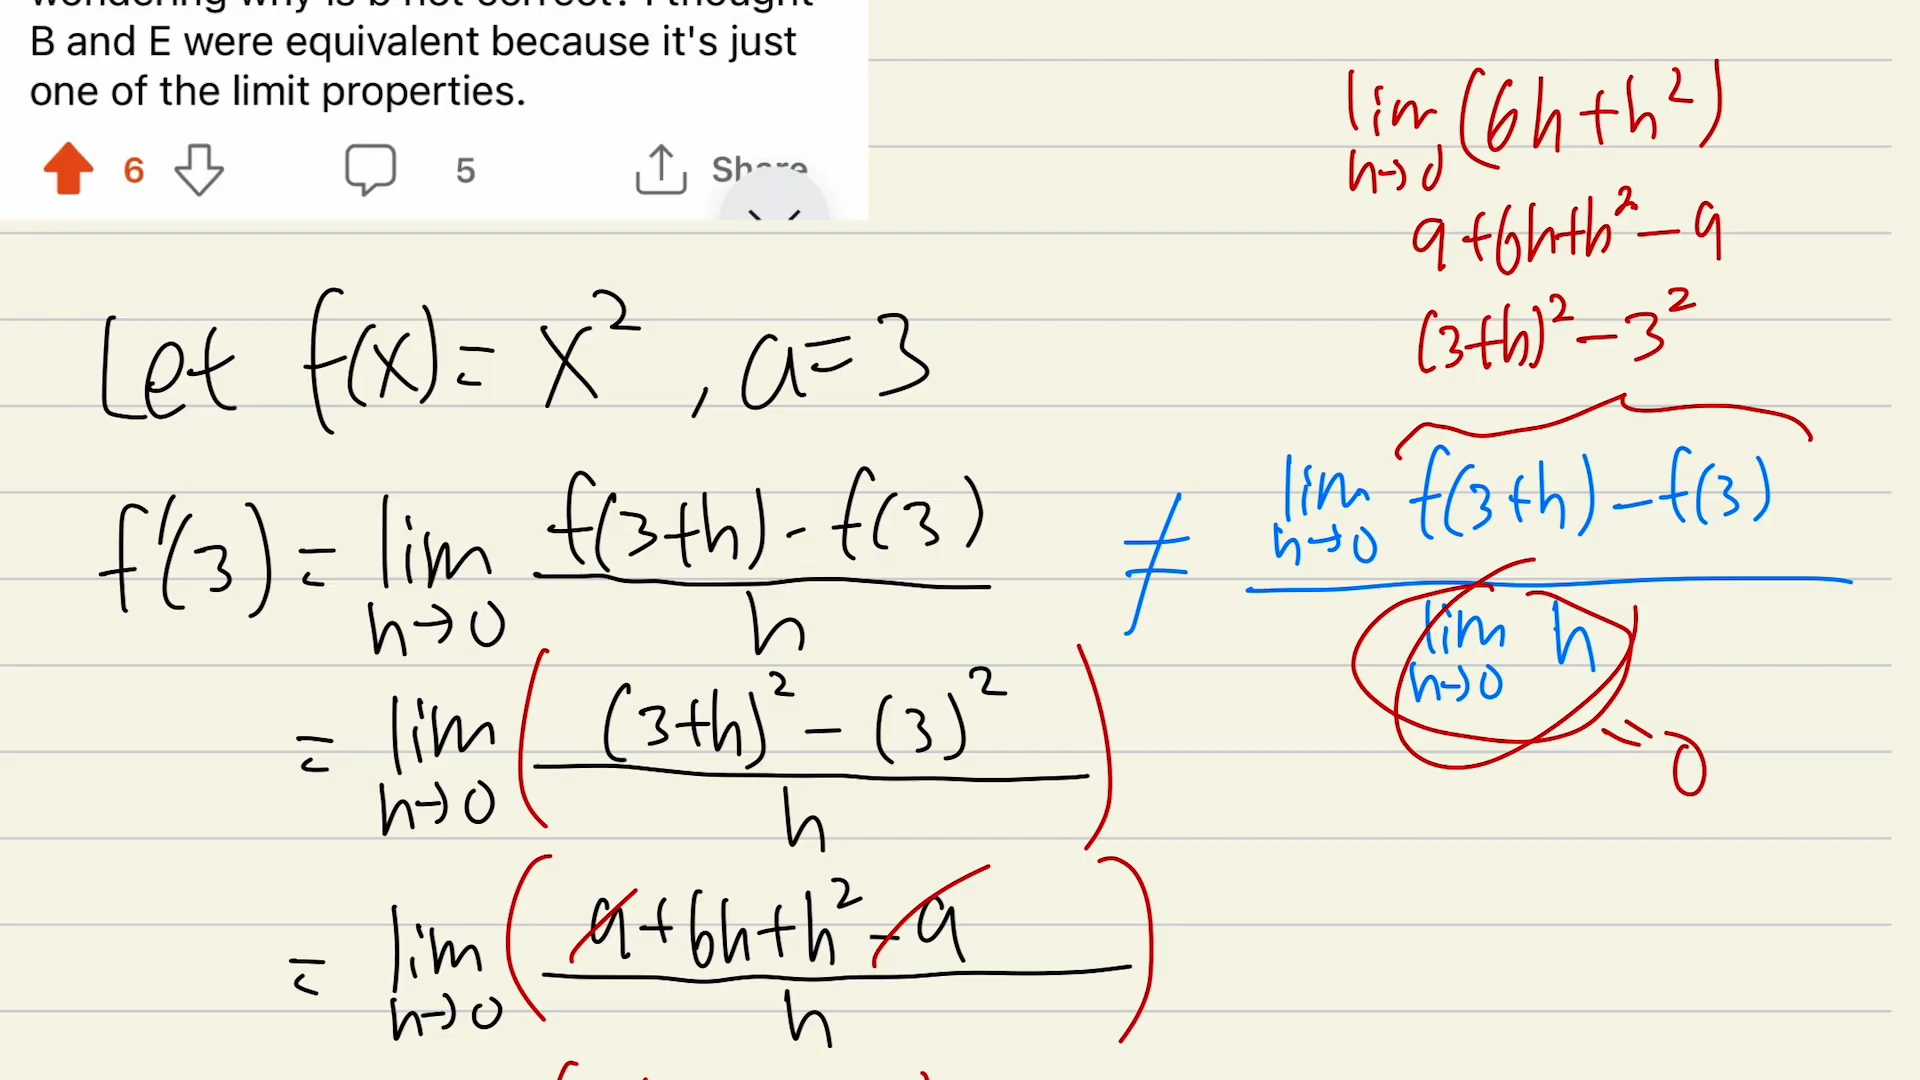 B and E were equivalent because it's just
one of the limit properties.
6 5
lim (6h+h²)
h→0
9+6h+h²-9
(3+h)²-3²
Let f(x)= x², a=3
f'(3) = lim f(3+h)-f(3)
h→0 h
≠
lim f(3+h)-f(3)
h→0
lim h
h→0
=0
= lim ( (3+h)² - (3)² )
h→0 h
= lim ( 9+6h+h²-9 )
h→0 h